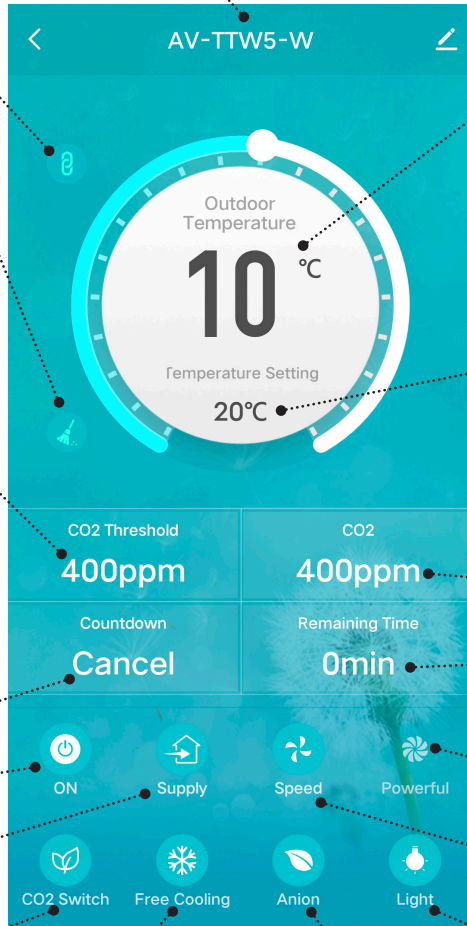 AV-TTW5-W
Outdoor
Temperature
10 °C
Temperature Setting
20°C
CO2 Threshold
CO2
400ppm
400ppm
Countdown
Remaining Time
Cancel
0min
ON
Supply
Speed
Powerful
CO2 Switch
Free Cooling
Anion
Light